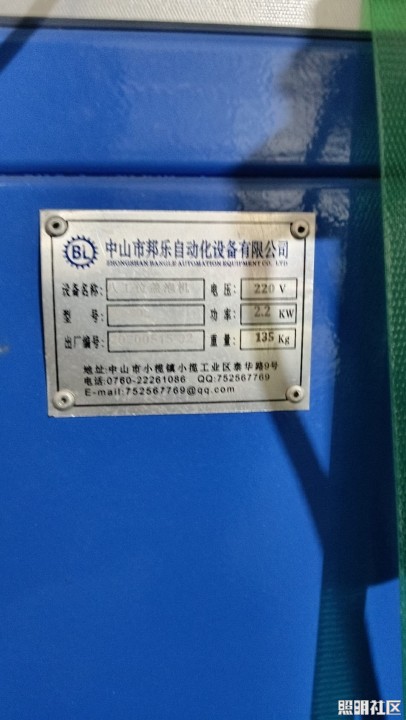 BL 中山市邦乐自动化设备有限公司
ZHONGSHAN BANGLE AUTOMATION EQUIPMENT CO., LTD
设备名称: 电 压: 220 V
型 号: 功 率: 2.2 KW
出厂编号: 重 量: 135 Kg
地址:中山市小榄镇小榄工业区泰华路9号
电话:0760-22261086 QQ:752567769
E-mail:752567769@qq.com
照明社区